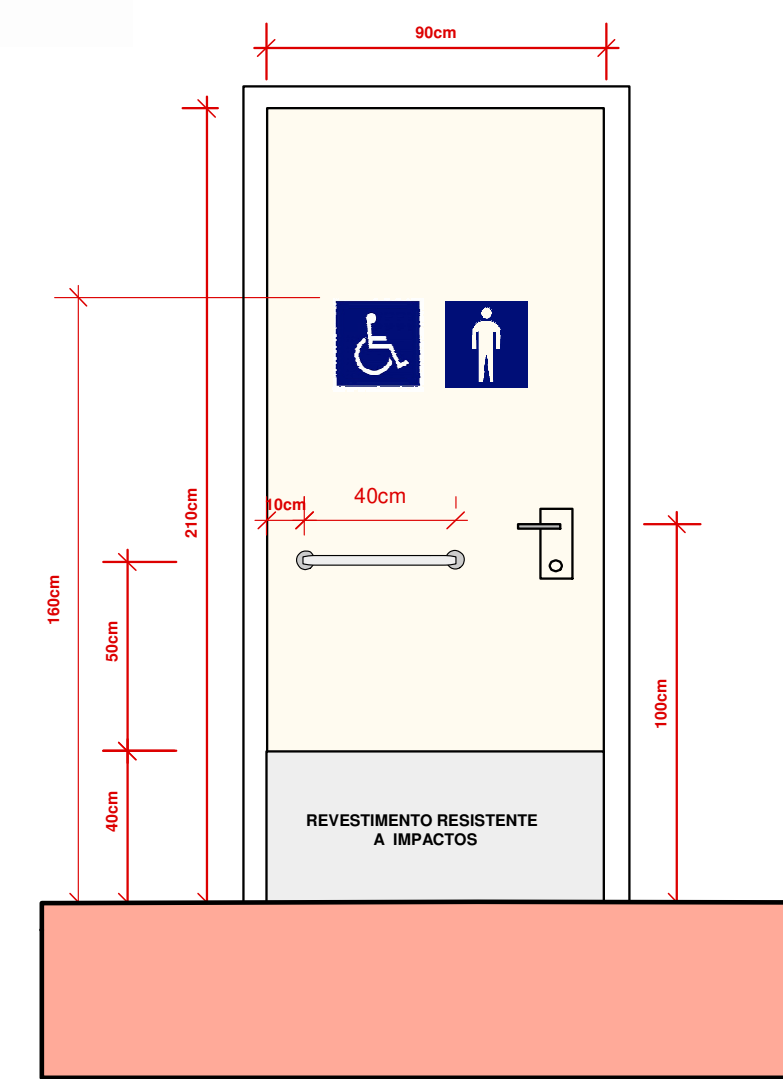 90cm
210cm
160cm
10cm
40cm
50cm
100cm
40cm
REVESTIMENTO RESISTENTE
A IMPACTOS